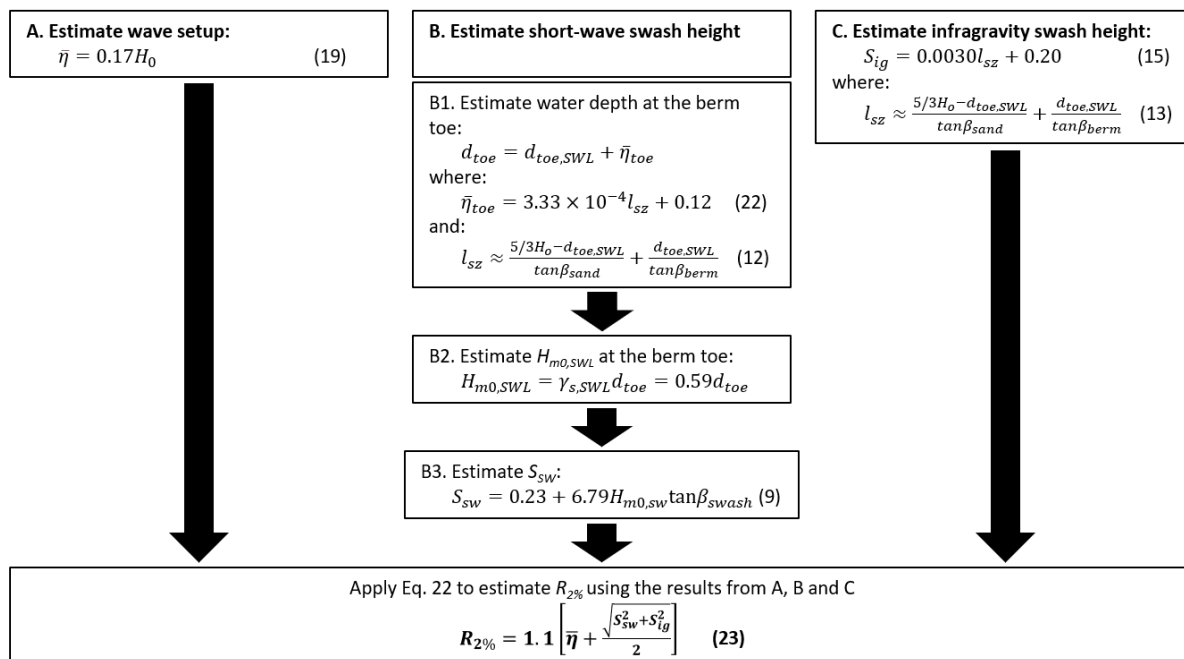 A. Estimate wave setup:
η̄ = 0.17H₀ (19)
B. Estimate short-wave swash height
B1. Estimate water depth at the berm
toe:
d_toe = d_toe,SWL + η̄_toe
where:
η̄_toe = 3.33 × 10⁻⁴l_sz + 0.12 (22)
and:
l_sz ≈ (5/3H_o−d_toe,SWL)/(tanβ_sand) + (d_toe,SWL)/(tanβ_berm) (12)
B2. Estimate H_m0,SWL at the berm toe:
H_m0,SWL = γ_s,SWL d_toe = 0.59d_toe
B3. Estimate S_SW:
S_sw = 0.23 + 6.79H_m0,sw tanβ_swash (9)
C. Estimate infragravity swash height:
S_ig = 0.0030l_sz + 0.20 (15)
where:
l_sz ≈ (5/3H_o−d_toe,SWL)/(tanβ_sand) + (d_toe,SWL)/(tanβ_berm) (13)
Apply Eq. 22 to estimate R_2% using the results from A, B and C
R_2% = 1.1 [η̄ + √(S²_sw+S²_ig)/2] (23)